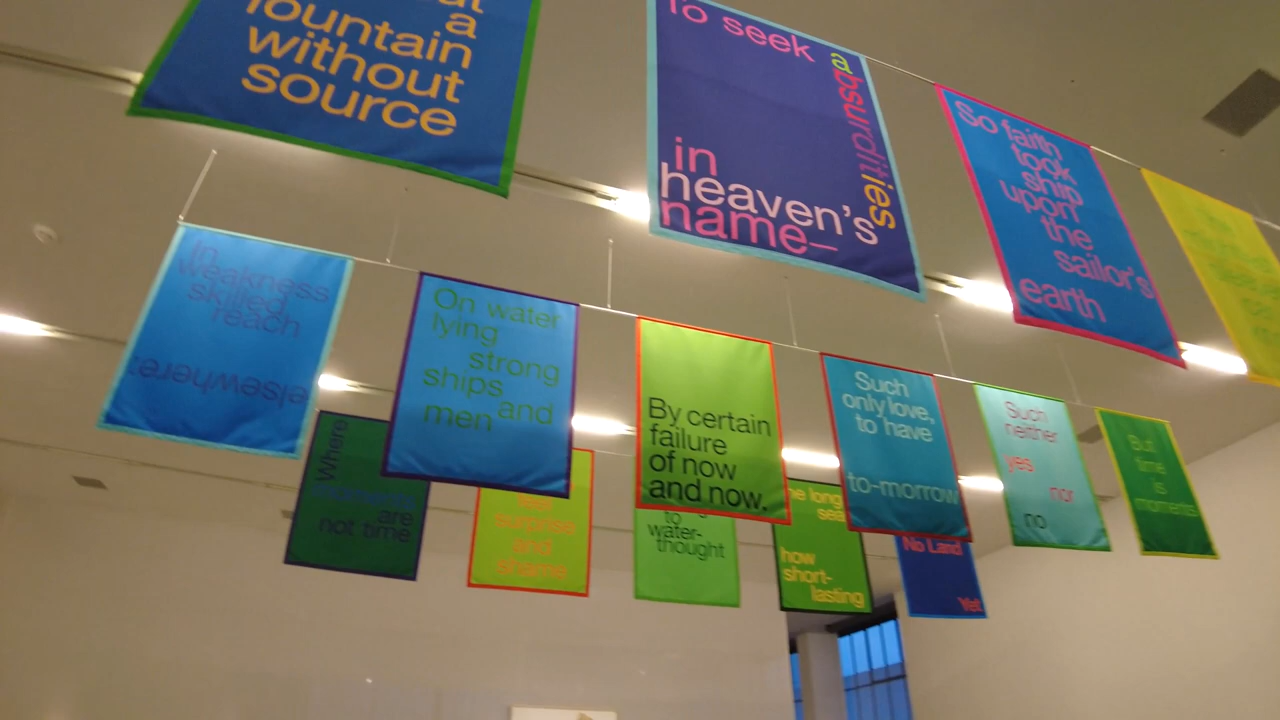 a
fountain
without
source
To seek absurdities
in
heaven's
name–
So faith
took
ship
upon
the
sailor's
earth
In
weakness
skilled
reach
elsewhere:
On water
lying
strong
ships
and
men
By certain
failure
of now
and now.
Such
only love,
to have
to-morrow
Such
neither
yes
nor
no
But
time
is
moments
Where
moments
are
not time
surprise
and
shame
to
water-
thought
long
how
short-
lasting
No Land
Yet